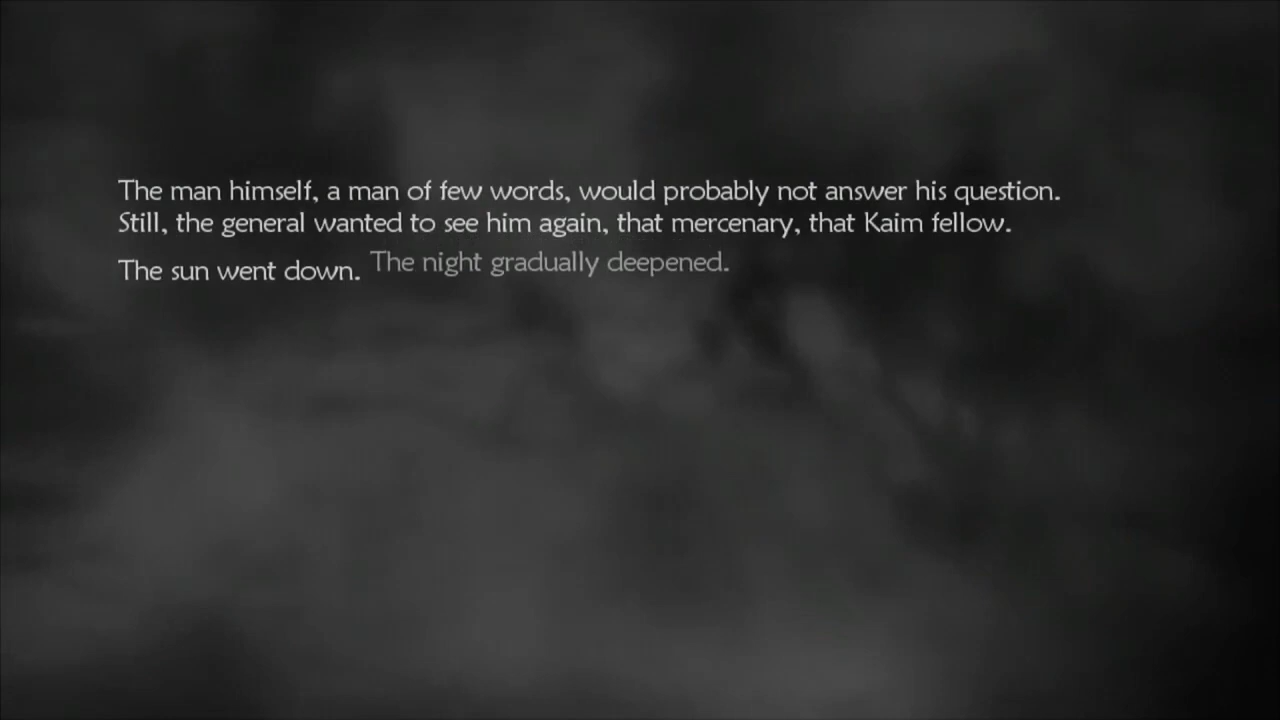 The man himself, a man of few words, would probably not answer his question.
Still, the general wanted to see him again, that mercenary, that Kaim fellow.
The sun went down. The night gradually deepened.